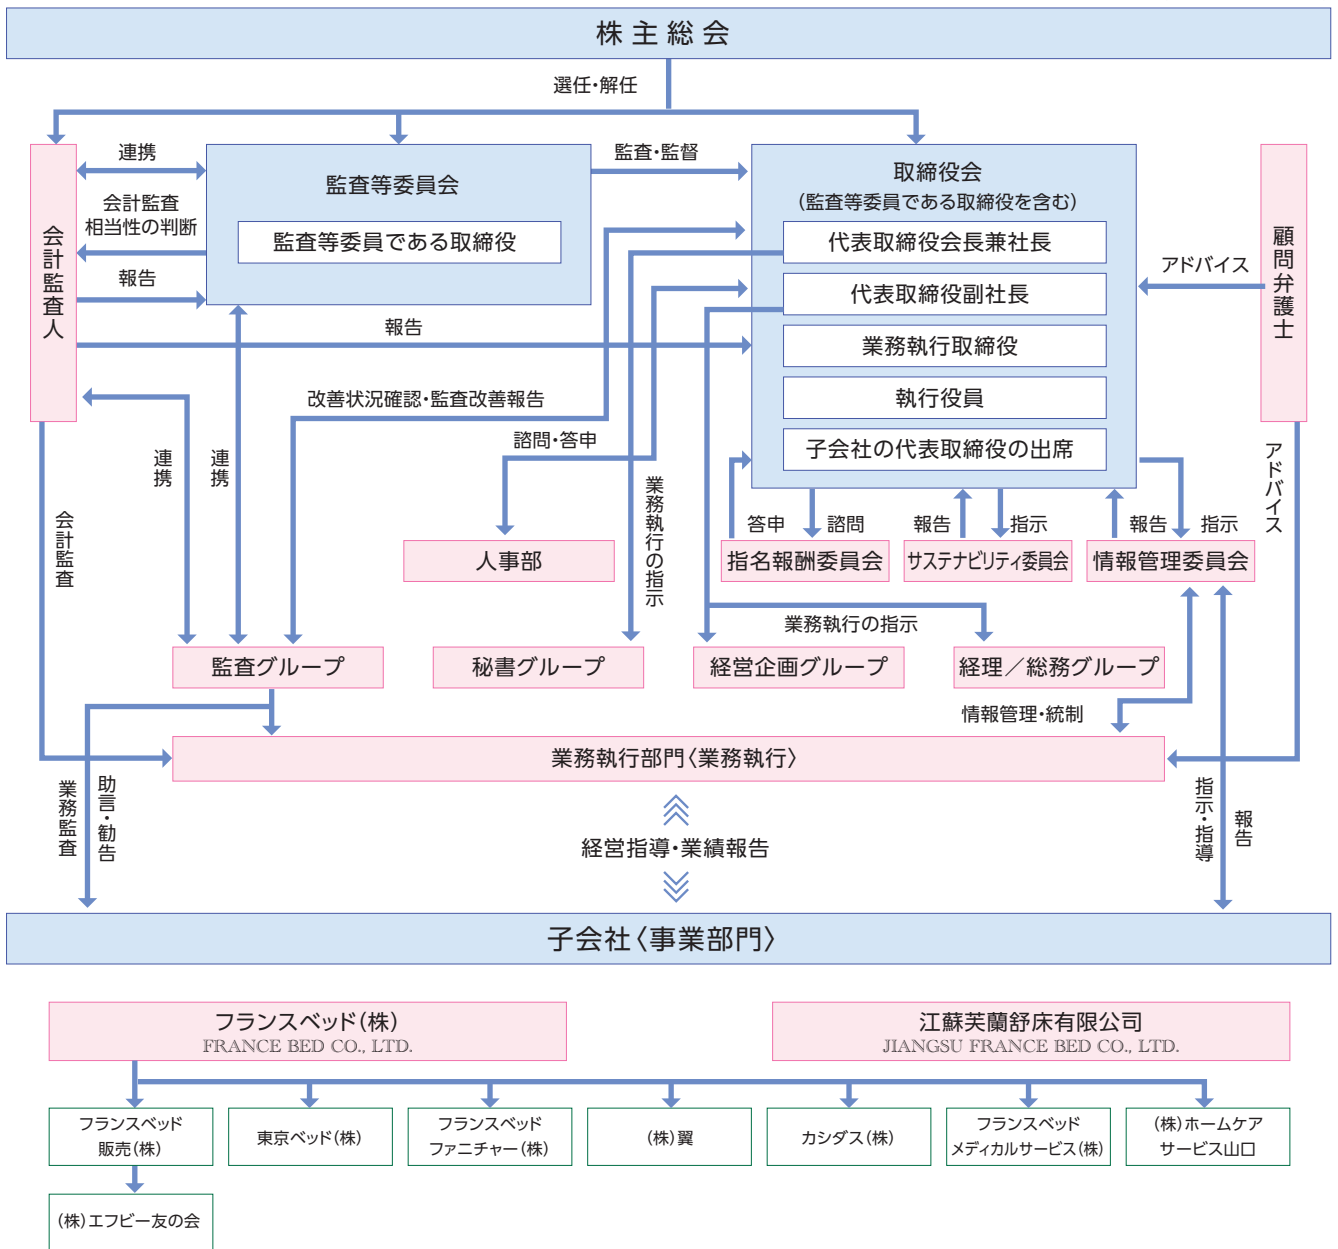 株主総会
選任・解任
連携
監査・監督
監査等委員会
取締役会
(監査等委員である取締役を含む)
会計監査
相当性の判断
監査等委員である取締役
代表取締役会長兼社長
会計監査人
顧問弁護士
アドバイス
報告
代表取締役副社長
報告
業務執行取締役
改善状況確認・監査改善報告
執行役員
諮問・答申
子会社の代表取締役の出席
連携
連携
業務執行の指示
アドバイス
会計監査
答申
諮問
報告
指示
報告
指示
人事部
指名報酬委員会
サステナビリティ委員会
情報管理委員会
業務執行の指示
監査グループ
秘書グループ
経営企画グループ
経理／総務グループ
情報管理・統制
業務執行部門〈業務執行〉
業務監査
助言・勧告
指示・指導
報告
経営指導・業績報告
子会社〈事業部門〉
フランスベッド(株)
FRANCE BED CO., LTD.
江蘇芙蘭舒床有限公司
JIANGSU FRANCE BED CO., LTD.
フランスベッド
販売(株)
東京ベッド(株)
フランスベッド
ファニチャー(株)
(株)翼
カシダス(株)
フランスベッド
メディカルサービス(株)
(株)ホームケア
サービス山口
(株)エフビー友の会